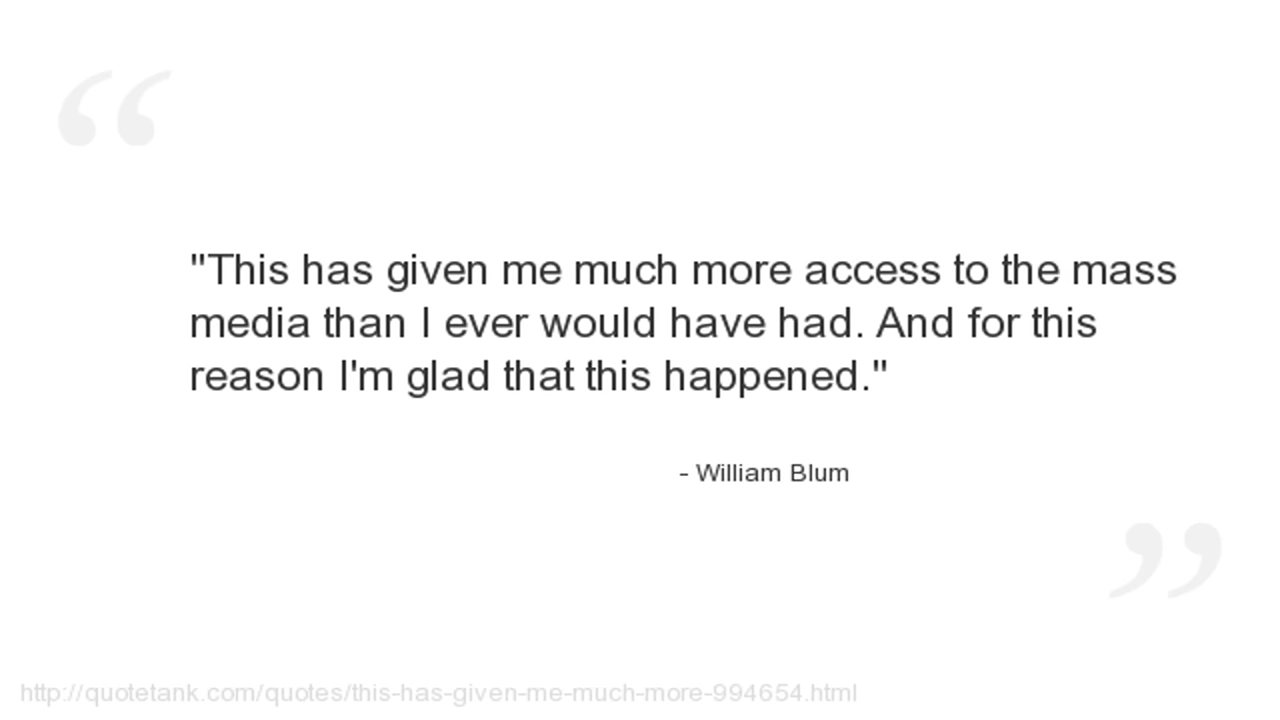 "This has given me much more access to the mass
media than I ever would have had. And for this
reason I'm glad that this happened."
- William Blum
http://quotetank.com/quotes/this-has-given-me-much-more-994654.html